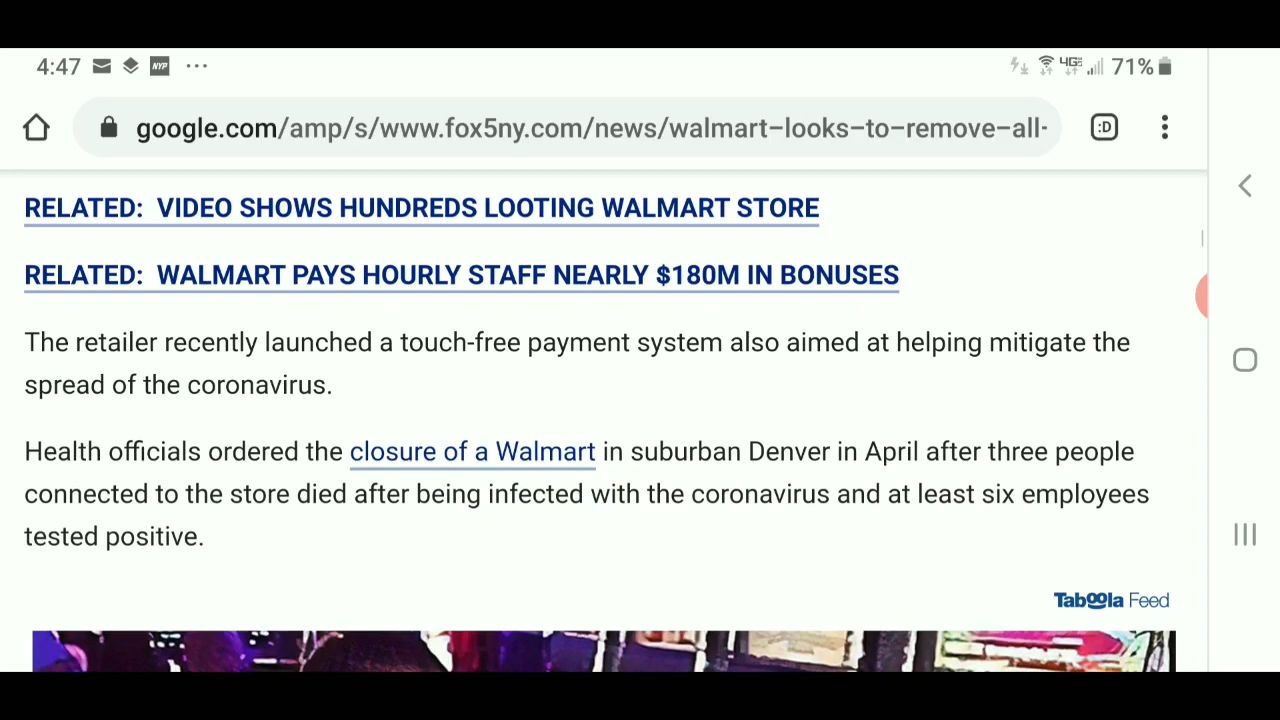 4:47 NYP ... 4GE 71%
google.com/amp/s/www.fox5ny.com/news/walmart-looks-to-remove-all-
:D
RELATED: VIDEO SHOWS HUNDREDS LOOTING WALMART STORE
RELATED: WALMART PAYS HOURLY STAFF NEARLY $180M IN BONUSES
The retailer recently launched a touch-free payment system also aimed at helping mitigate the
spread of the coronavirus.
Health officials ordered the closure of a Walmart in suburban Denver in April after three people
connected to the store died after being infected with the coronavirus and at least six employees
tested positive.
Taboola Feed